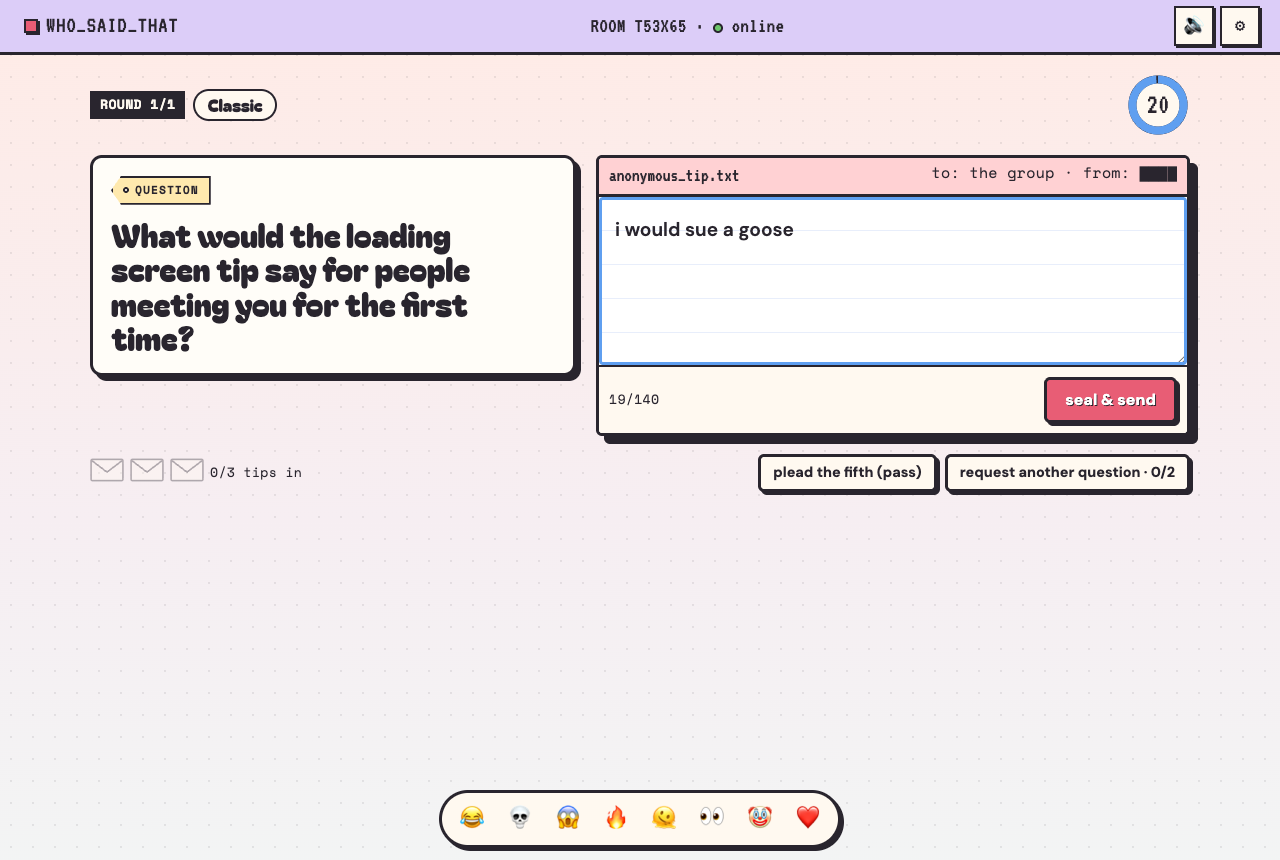 WHO_SAID_THAT
ROOM T53X65 · online
ROUND 1/1
Classic
20
QUESTION
What would the loading
screen tip say for people
meeting you for the first
time?
anonymous_tip.txt
to: the group · from: ████
i would sue a goose
19/140
seal & send
0/3 tips in
plead the fifth (pass)
request another question · 0/2